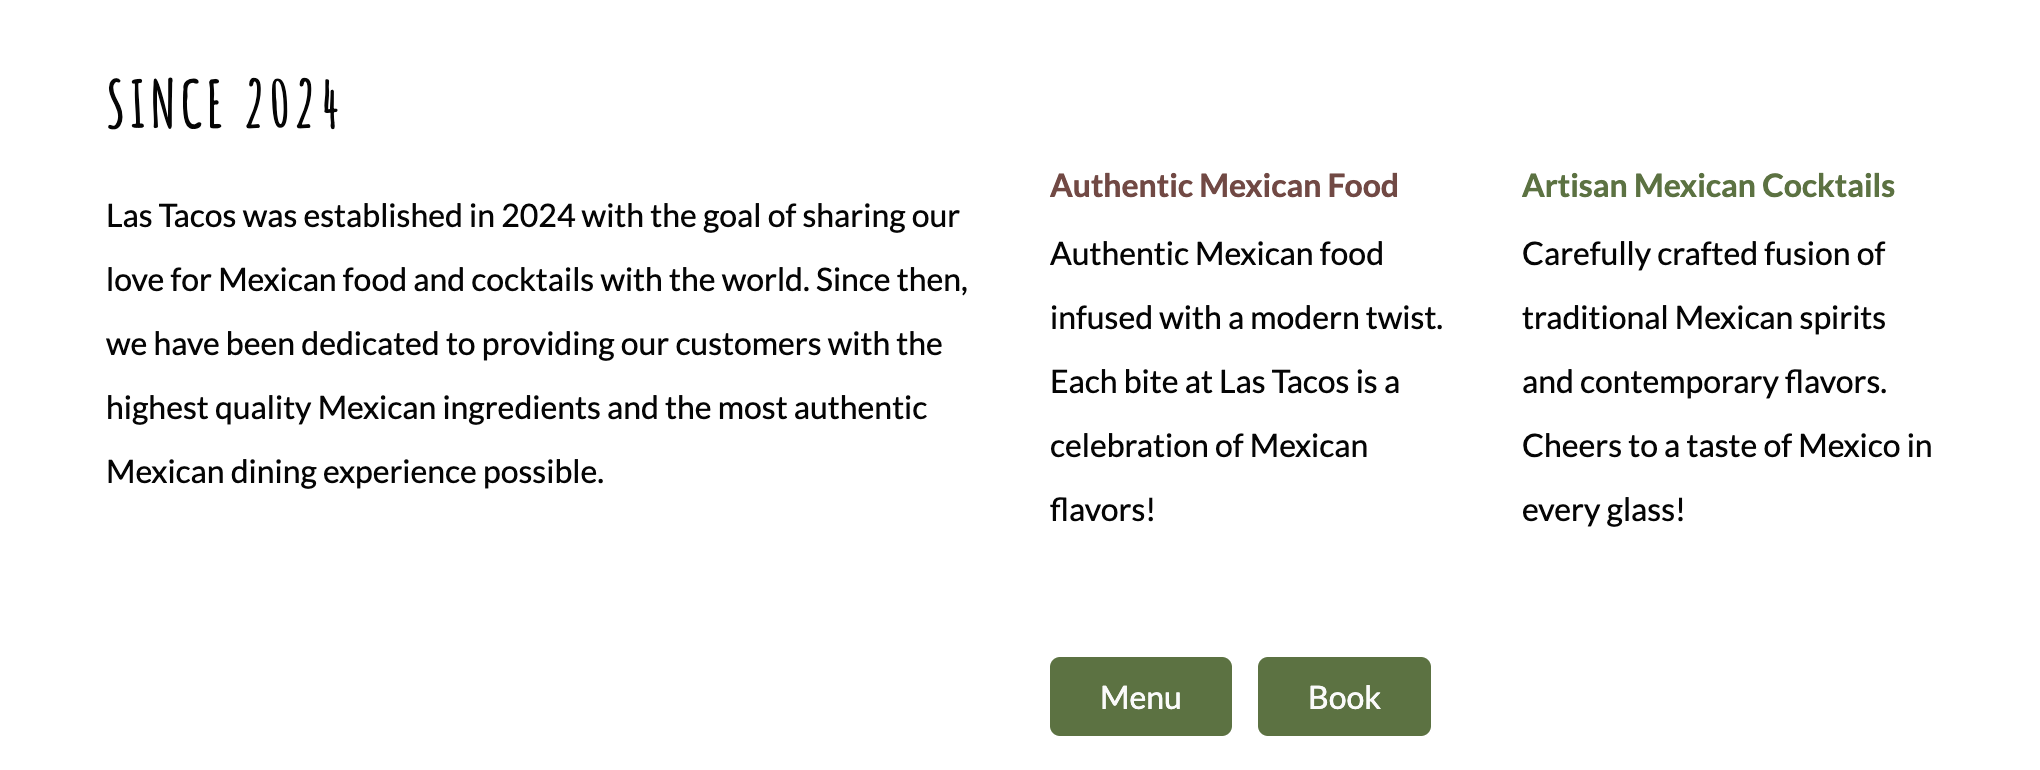 SINCE 2024
Las Tacos was established in 2024 with the goal of sharing our
love for Mexican food and cocktails with the world. Since then,
we have been dedicated to providing our customers with the
highest quality Mexican ingredients and the most authentic
Mexican dining experience possible.
Authentic Mexican Food
Authentic Mexican food
infused with a modern twist.
Each bite at Las Tacos is a
celebration of Mexican
flavors!
Artisan Mexican Cocktails
Carefully crafted fusion of
traditional Mexican spirits
and contemporary flavors.
Cheers to a taste of Mexico in
every glass!
Menu
Book